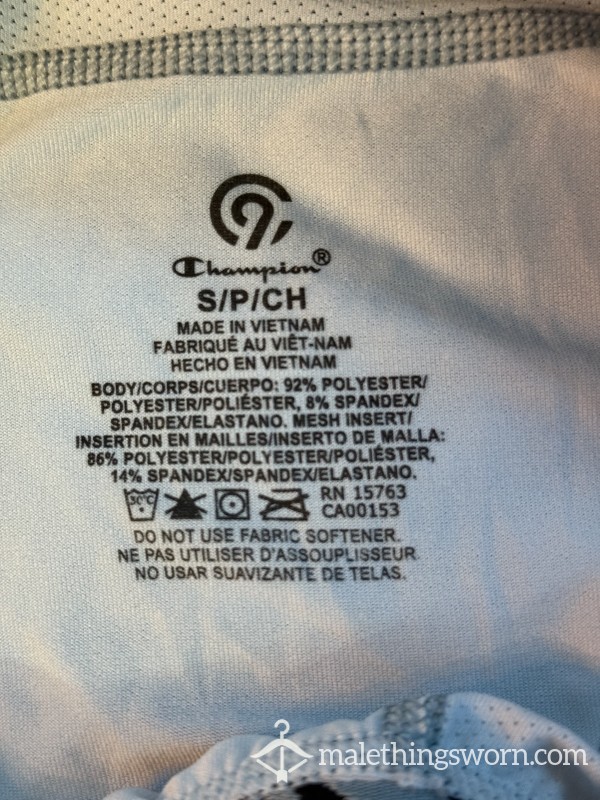 C9
Champion®
S/P/CH
MADE IN VIETNAM
FABRIQUÉ AU VIÊT-NAM
HECHO EN VIETNAM
BODY/CORPS/CUERPO: 92% POLYESTER/
POLYESTER/POLIÉSTER, 8% SPANDEX/
SPANDEX/ELASTANO. MESH INSERT/
INSERTION EN MAILLES/INSERTO DE MALLA:
86% POLYESTER/POLYESTER/POLIÉSTER,
14% SPANDEX/SPANDEX/ELASTANO.
30°C RN 15763
CA00153
DO NOT USE FABRIC SOFTENER.
NE PAS UTILISER D'ASSOUPLISSEUR
NO USAR SUAVIZANTE DE TELAS.
malethingsworn.com